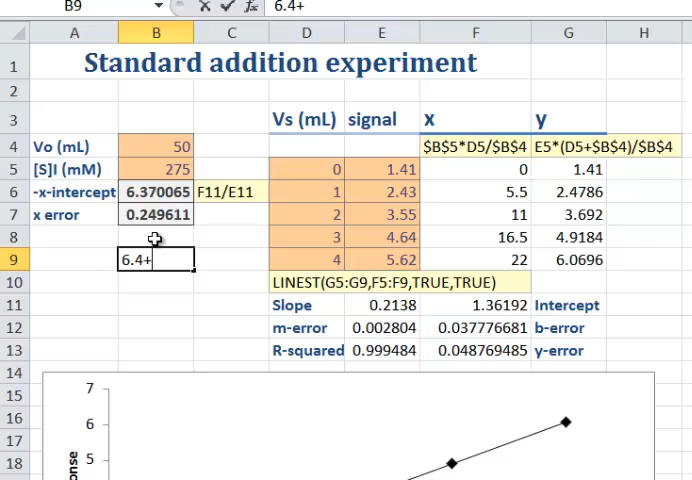 B9 6.4+
A B C D E F G H
1 Standard addition experiment
2
3 Vs (mL) signal x y
4 Vo (mL) 50 $B$5*D5/$B$4 E5*(D5+$B$4)/$B$4
5 [S]I (mM) 275 0 1.41 0 1.41
6 -x-intercept 6.370065 F11/E11 1 2.43 5.5 2.4786
7 x error 0.249611 2 3.55 11 3.692
8 3 4.64 16.5 4.9184
9 6.4+ 4 5.62 22 6.0696
10 LINEST(G5:G9,F5:F9,TRUE,TRUE)
11 Slope 0.2138 1.36192 Intercept
12 m-error 0.002804 0.037776681 b-error
13 R-squared 0.999484 0.048769485 y-error
14
15 7
16 6
17
18 5